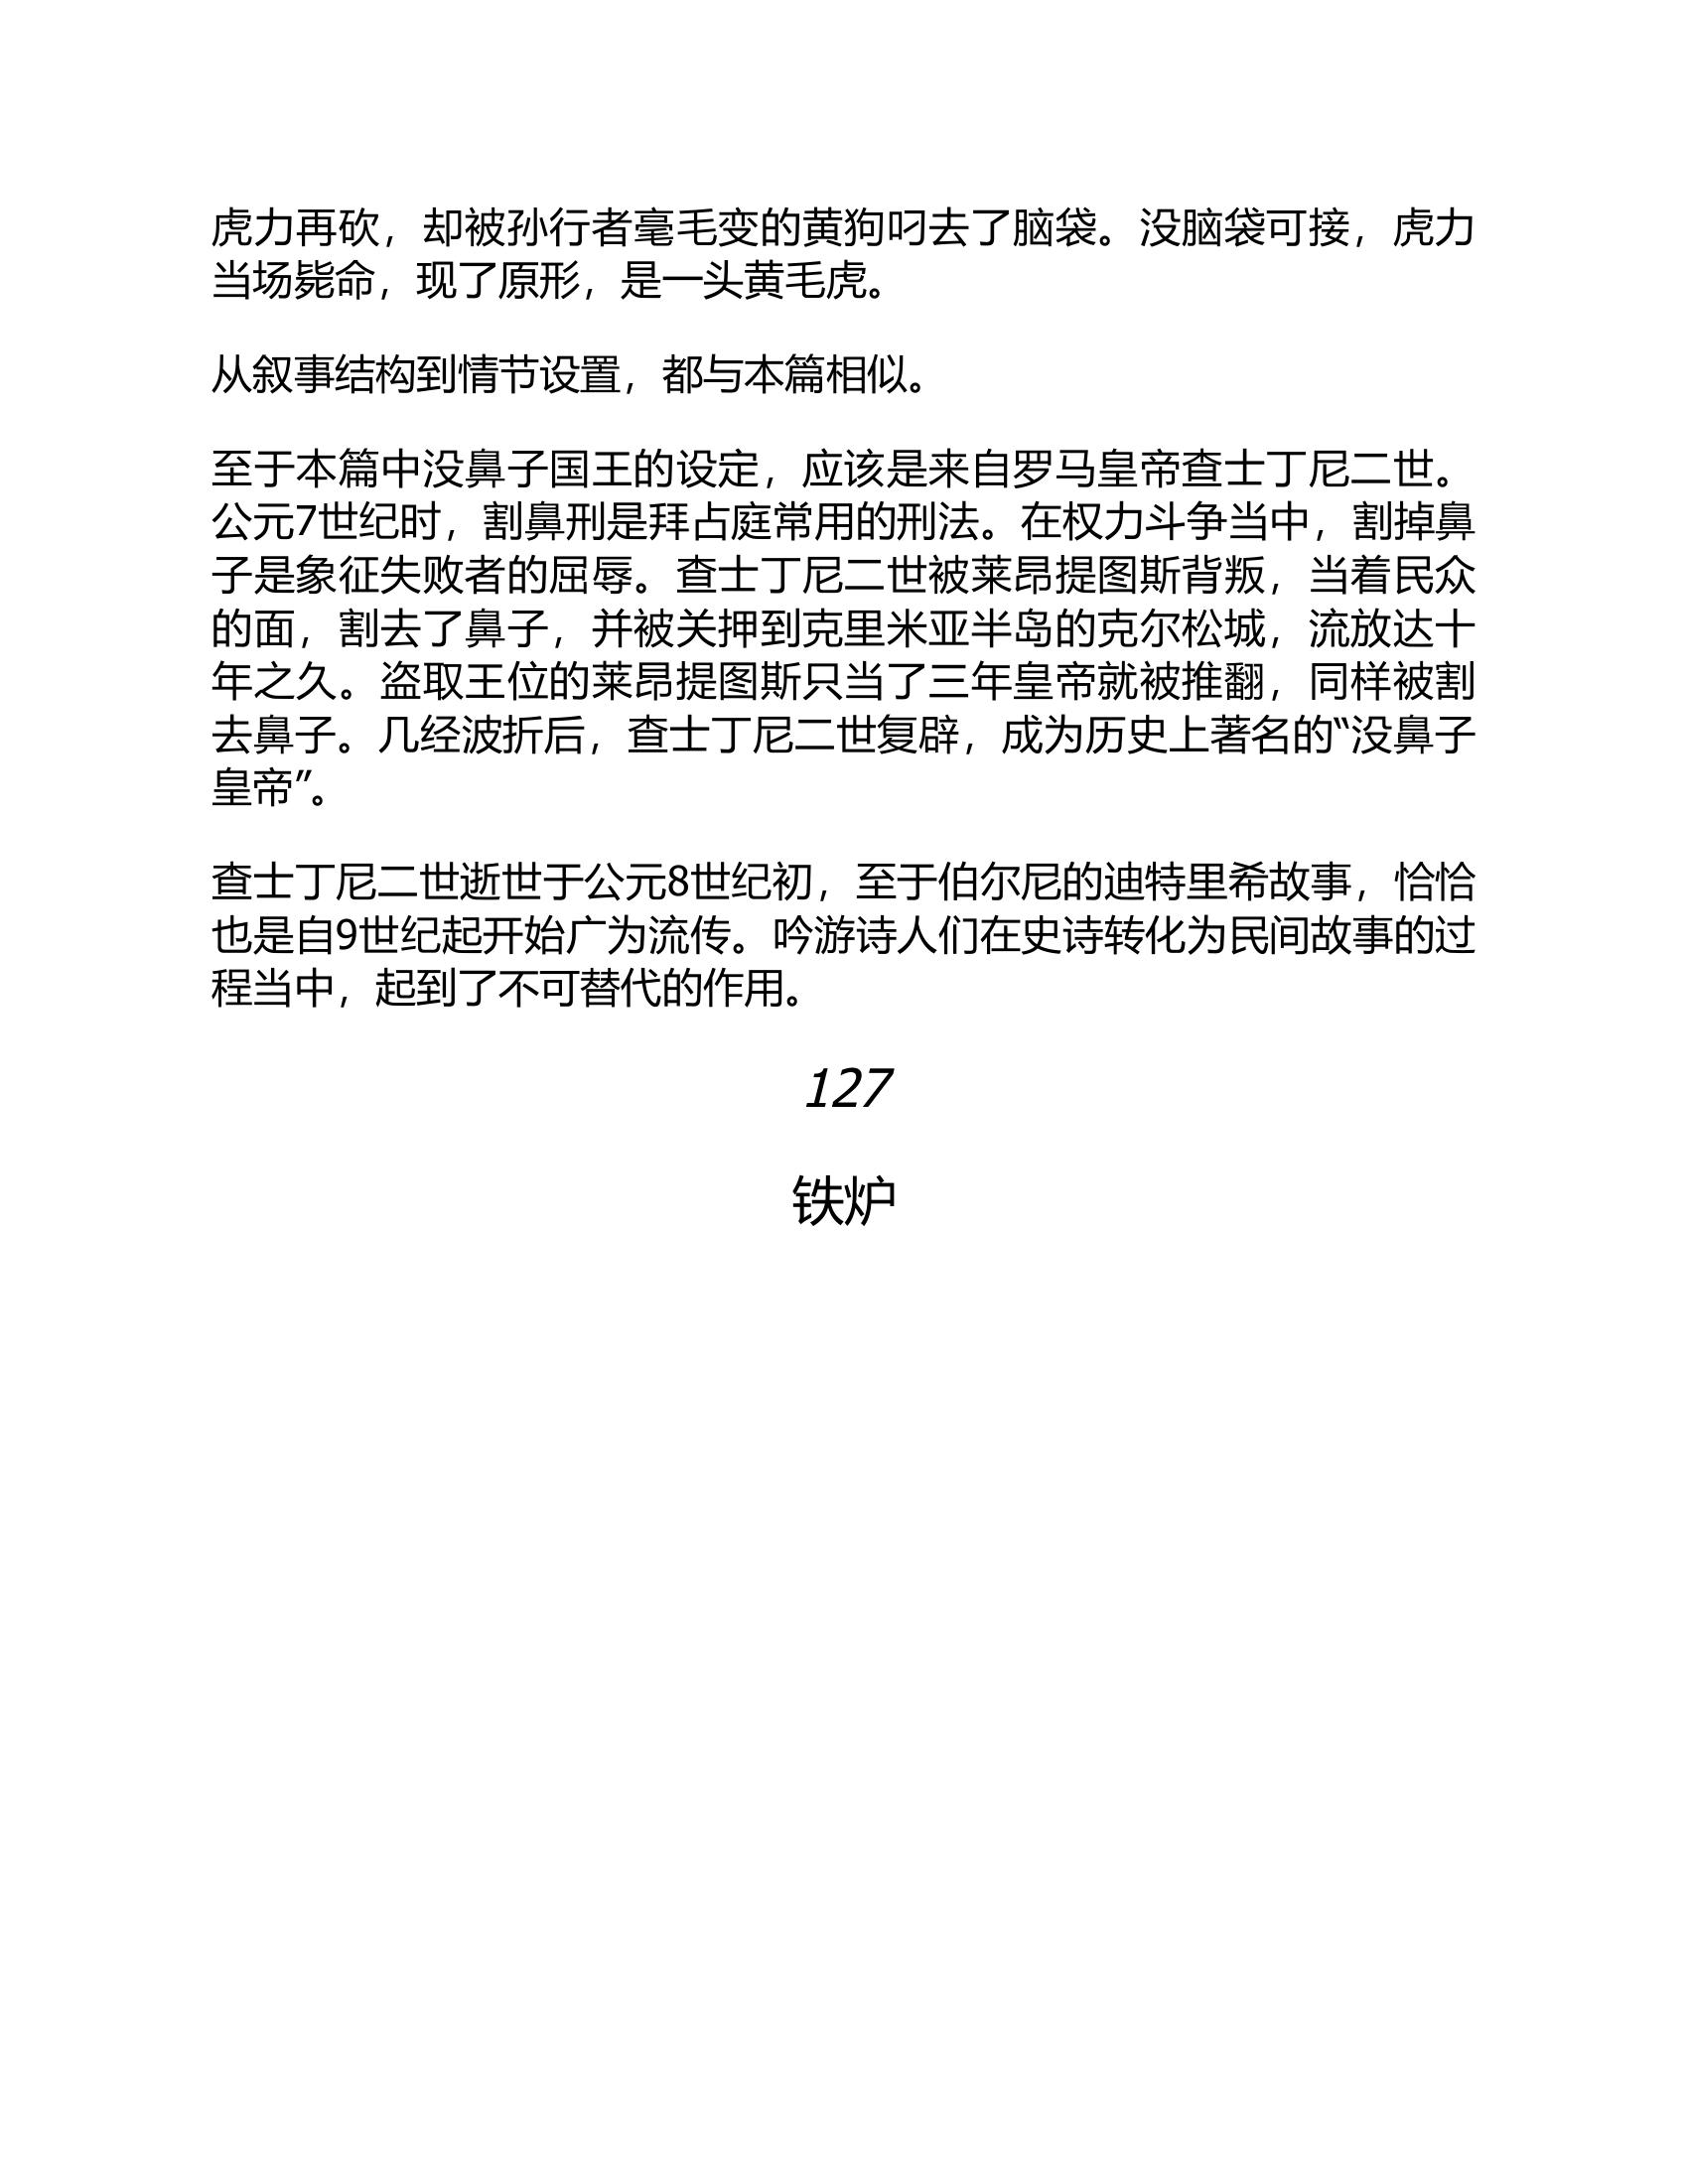 虎力再砍，却被孙行者毫毛变的黄狗叼去了脑袋。没脑袋可接，虎力
当场毙命，现了原形，是一头黄毛虎。
从叙事结构到情节设置，都与本篇相似。
至于本篇中没鼻子国王的设定，应该是来自罗马皇帝查士丁尼二世。
公元7世纪时，割鼻刑是拜占庭常用的刑法。在权力斗争当中，割掉鼻
子是象征失败者的屈辱。查士丁尼二世被莱昂提图斯背叛，当着民众
的面，割去了鼻子，并被关押到克里米亚半岛的克尔松城，流放达十
年之久。盗取王位的莱昂提图斯只当了三年皇帝就被推翻，同样被割
去鼻子。几经波折后，查士丁尼二世复辟，成为历史上著名的“没鼻子
皇帝”。
查士丁尼二世逝世于公元8世纪初，至于伯尔尼的迪特里希故事，恰恰
也是自9世纪起开始广为流传。吟游诗人们在史诗转化为民间故事的过
程当中，起到了不可替代的作用。
127
铁炉